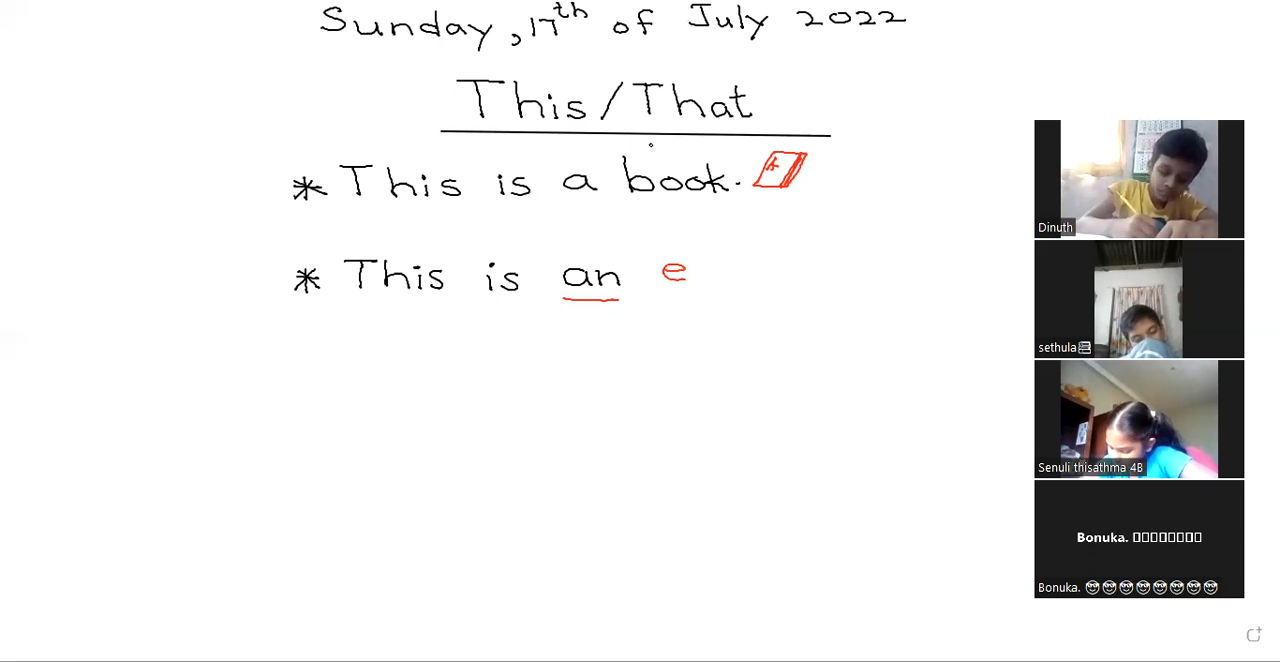 Sunday, 17th of July 2022
This/That
* This is a book.
* This is an e
Dinuth
sethula
Senuli thisathma 4B
Bonuka.
Bonuka. 🤓🤓🤓🤓🤓🤓🤓🤓